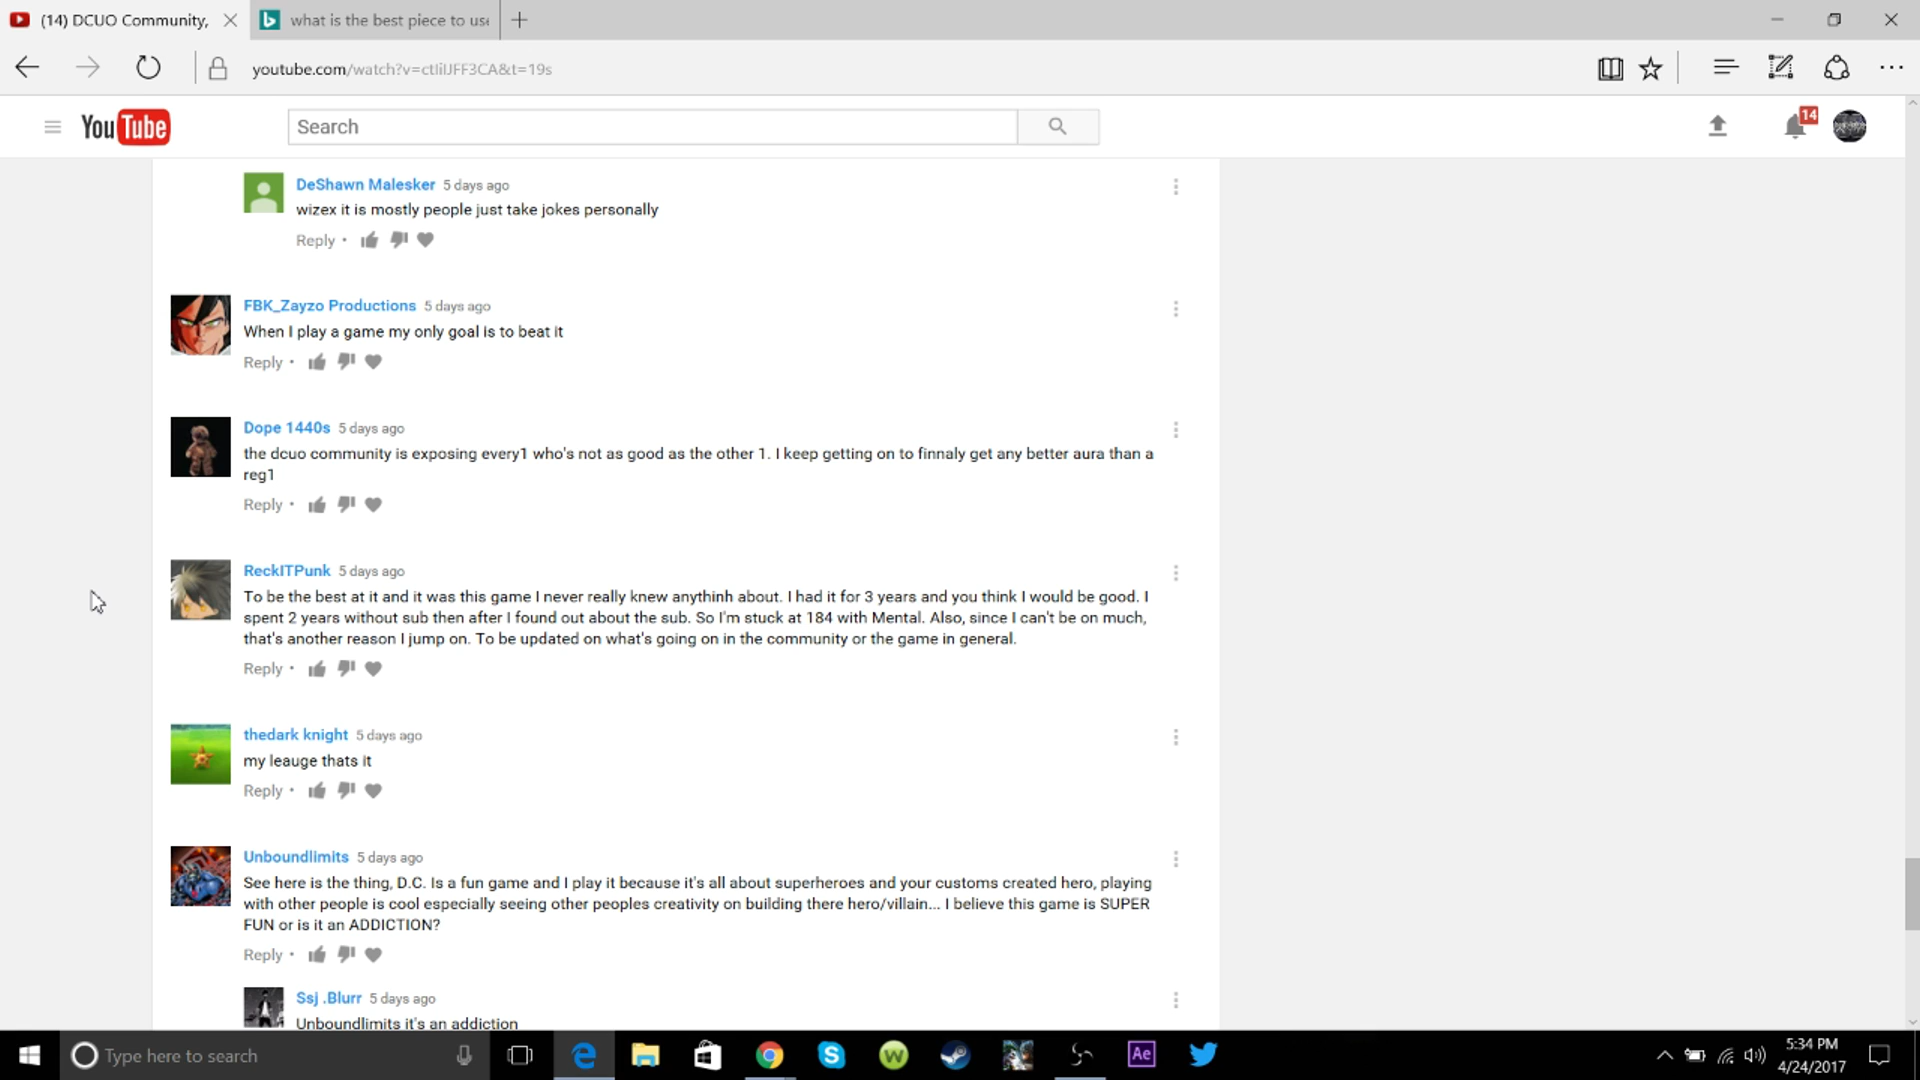 (14) DCUO Community,
what is the best piece to use
youtube.com/watch?v=ctIiIJFF3CA&t=19s
YouTube
Search
14
DeShawn Malesker 5 days ago
wizex it is mostly people just take jokes personally
Reply •
FBK_Zayzo Productions 5 days ago
When I play a game my only goal is to beat it
Reply •
Dope 1440s 5 days ago
the dcuo community is exposing every1 who's not as good as the other 1. I keep getting on to finnaly get any better aura than a
reg1
Reply •
ReckITPunk 5 days ago
To be the best at it and it was this game I never really knew anythinh about. I had it for 3 years and you think I would be good. I
spent 2 years without sub then after I found out about the sub. So I'm stuck at 184 with Mental. Also, since I can't be on much,
that's another reason I jump on. To be updated on what's going on in the community or the game in general.
Reply •
thedark knight 5 days ago
my leauge thats it
Reply •
Unboundlimits 5 days ago
See here is the thing, D.C. Is a fun game and I play it because it's all about superheroes and your customs created hero, playing
with other people is cool especially seeing other peoples creativity on building there hero/villain... I believe this game is SUPER
FUN or is it an ADDICTION?
Reply •
Ssj .Blurr 5 days ago
Unboundlimits it's an addiction
Type here to search
Ae
5:34 PM
4/24/2017